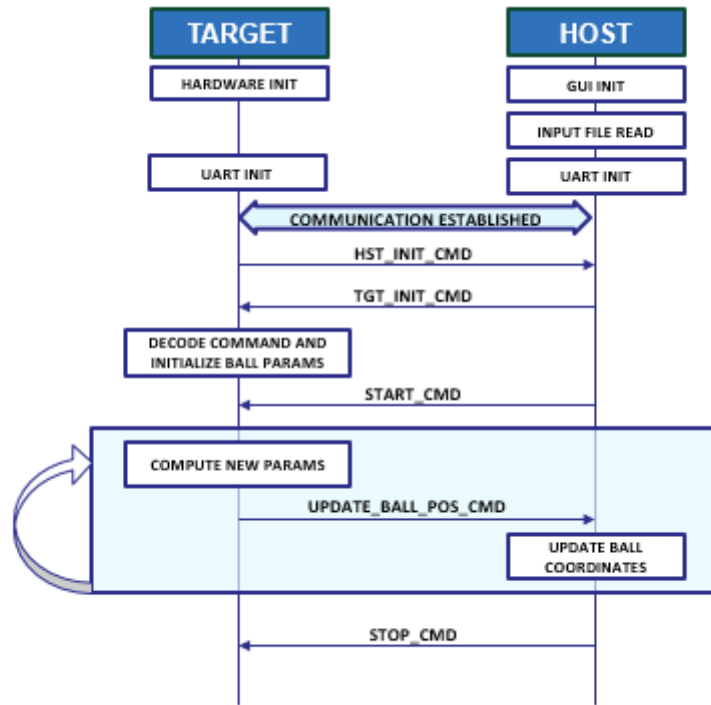 TARGET
HOST
HARDWARE INIT
GUI INIT
INPUT FILE READ
UART INIT
UART INIT
COMMUNICATION ESTABLISHED
HST_INIT_CMD
TGT_INIT_CMD
DECODE COMMAND AND
INITIALIZE BALL PARAMS
START_CMD
COMPUTE NEW PARAMS
UPDATE_BALL_POS_CMD
UPDATE BALL
COORDINATES
STOP_CMD